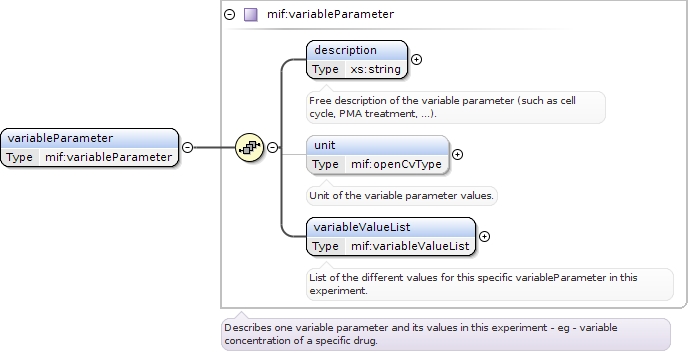 mif:variableParameter
description
Type xs:string
Free description of the variable parameter (such as cell
cycle, PMA treatment, ...).
variableParameter
Type mif:variableParameter
unit
Type mif:openCvType
Unit of the variable parameter values.
variableValueList
Type mif:variableValueList
List of the different values for this specific variableParameter in this
experiment.
Describes one variable parameter and its values in this experiment - eg - variable
concentration of a specific drug.